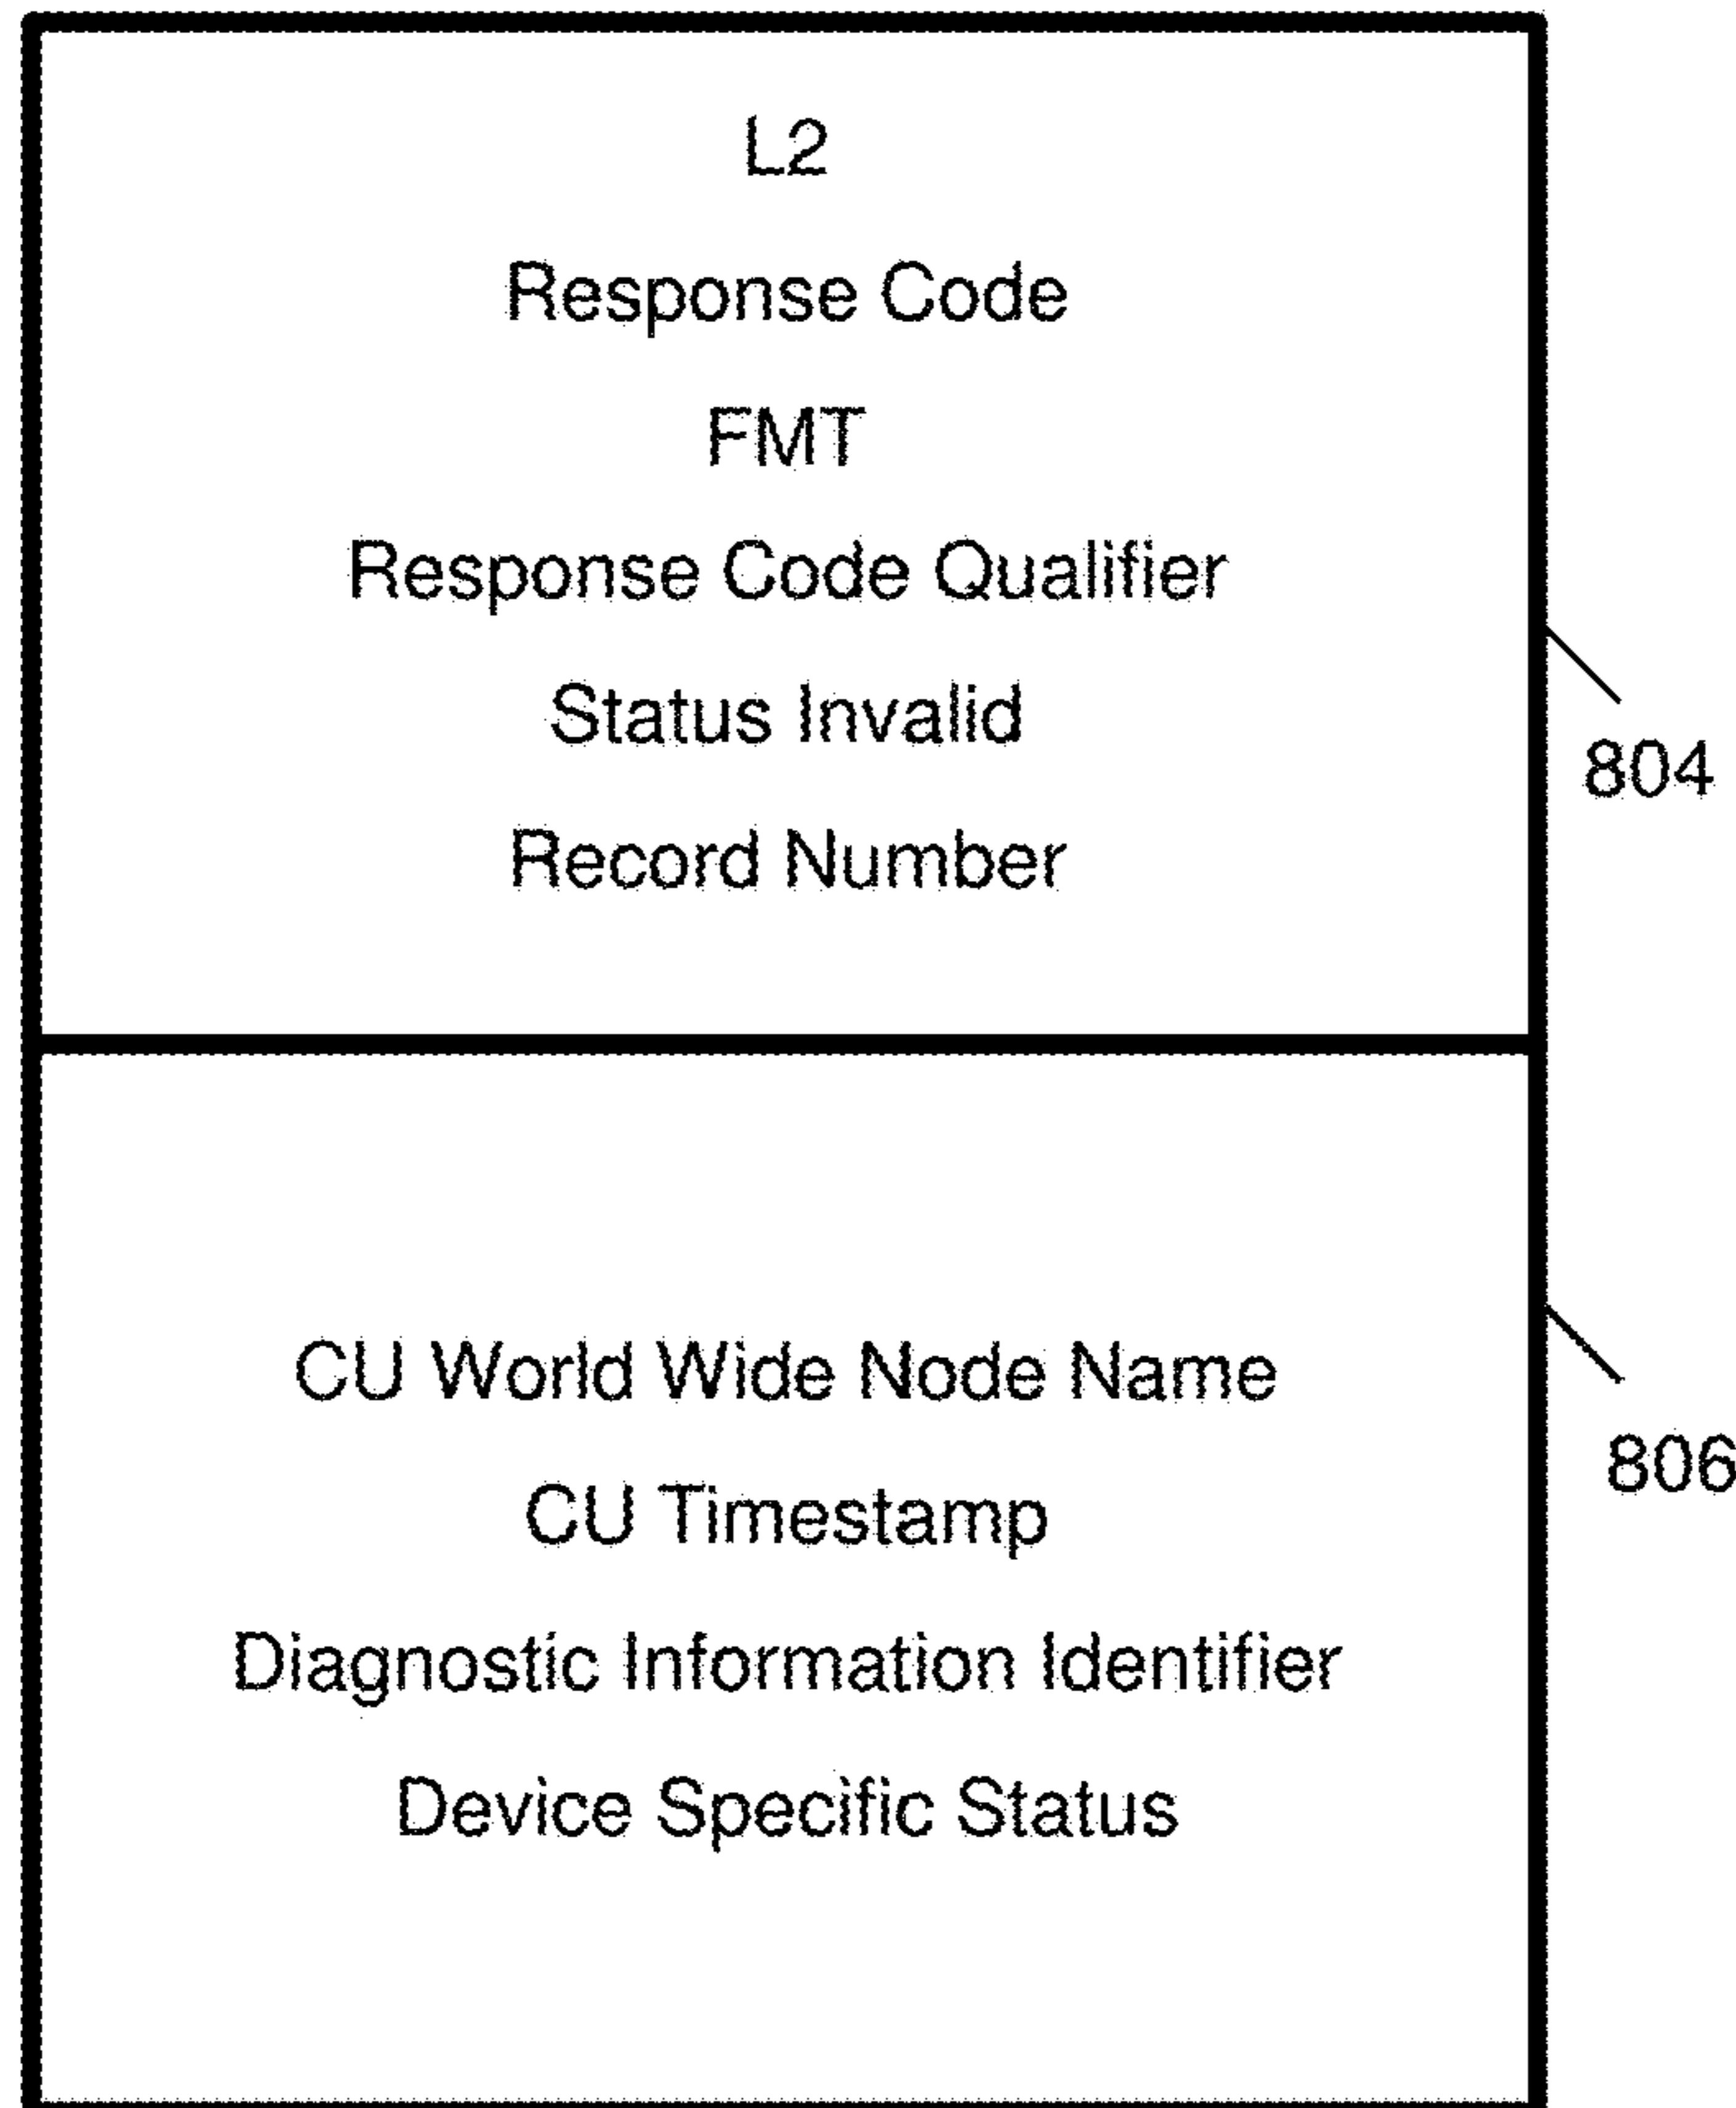 L2
Response Code
FMT
Response Code Qualifier
Status Invalid
804
Record Number
CU World Wide Node Name
806
CU Timestamp
Diagnostic Information Identifier
Device Specific Status